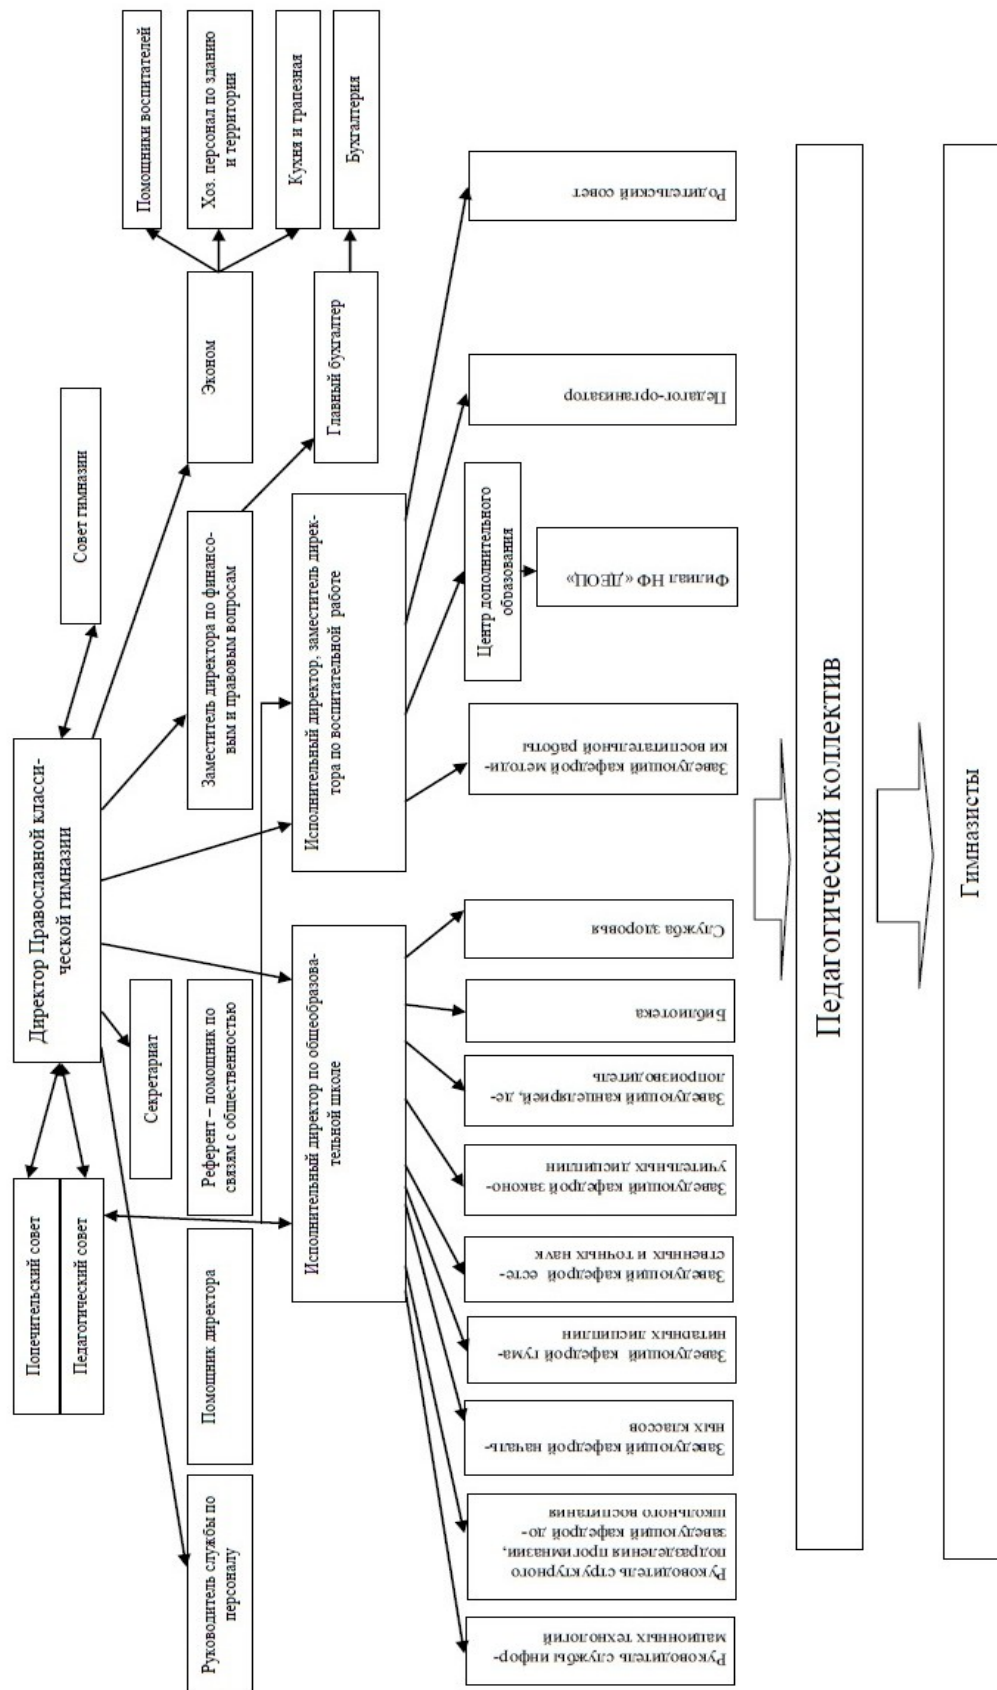 Директор Православной класси-
ческой гимназии
Попечительский совет
Педагогический совет
Совет гимназии
Секретариат
Руководитель службы по
персоналу
Помощник директора
Референт – помощник по
связям с общественностью
Заместитель директора по финансо-
вым и правовым вопросам
Эконом
Помощники воспитателей
Хоз. персонал по зданию
и территории
Кухня и трапезная
Главный бухгалтер
Бухгалтерия
Исполнительный директор по общеобразова-
тельной школе
Исполнительный директор, заместитель дирек-
тора по воспитательной работе
Руководитель службы инфор-
мационных технологий
Руководитель структурного
подразделения прогимназии,
заведующий кафедрой до-
школьного воспитания
Заведующий кафедрой началь-
ных классов
Заведующий кафедрой гума-
нитарных дисциплин
Заведующий кафедрой есте-
ственных и точных наук
Заведующий кафедрой законо-
учительных дисциплин
Заведующий канцелярией, де-
лопроизводитель
Библиотека
Служба здоровья
Заведующий кафедрой методи-
ки воспитательной работы
Центр дополнительного
образования
Филиал НФ «ДЕОЦ»
Педагог-организатор
Родительский совет
Педагогический коллектив
Гимназисты